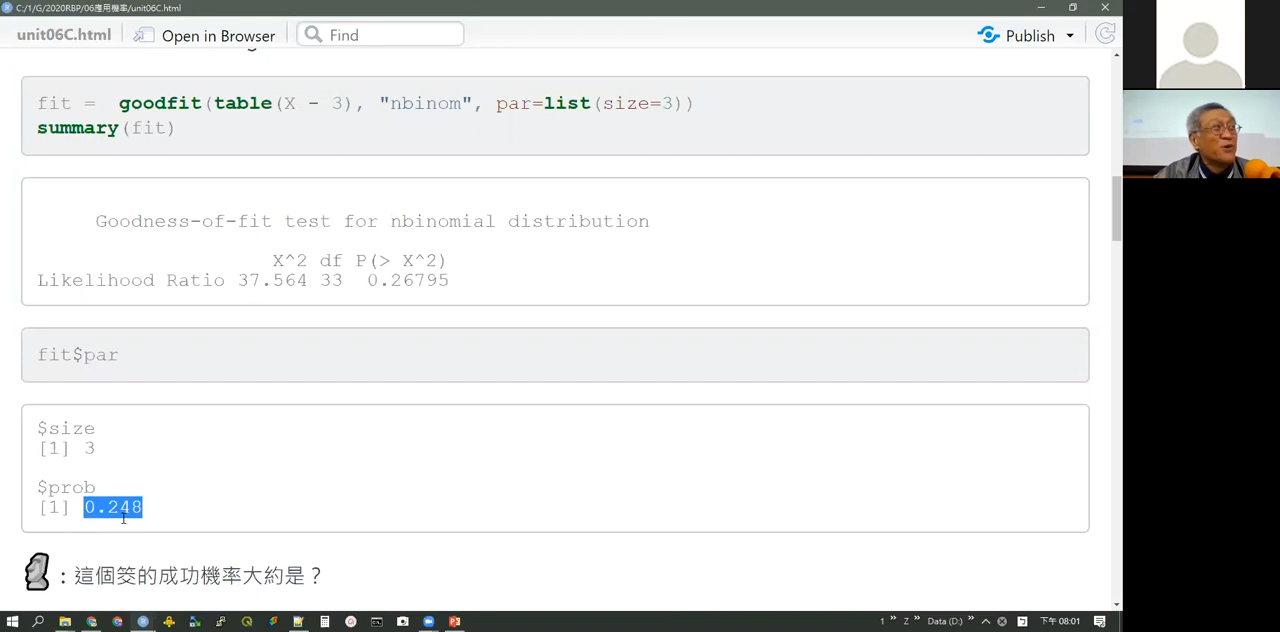 C:/1/G/2020RBP/06應用機率/unit06C.html
unit06C.html
Open in Browser
Find
Publish
fit = goodfit(table(X - 3), "nbinom", par=list(size=3))
summary(fit)
Goodness-of-fit test for nbinomial distribution
X^2 df P(> X^2)
Likelihood Ratio 37.564 33 0.26795
fit$par
$size
[1] 3
$prob
[1] 0.248
：這個筊的成功機率大約是？
1 » Z » Data (D:) » 下午 08:01